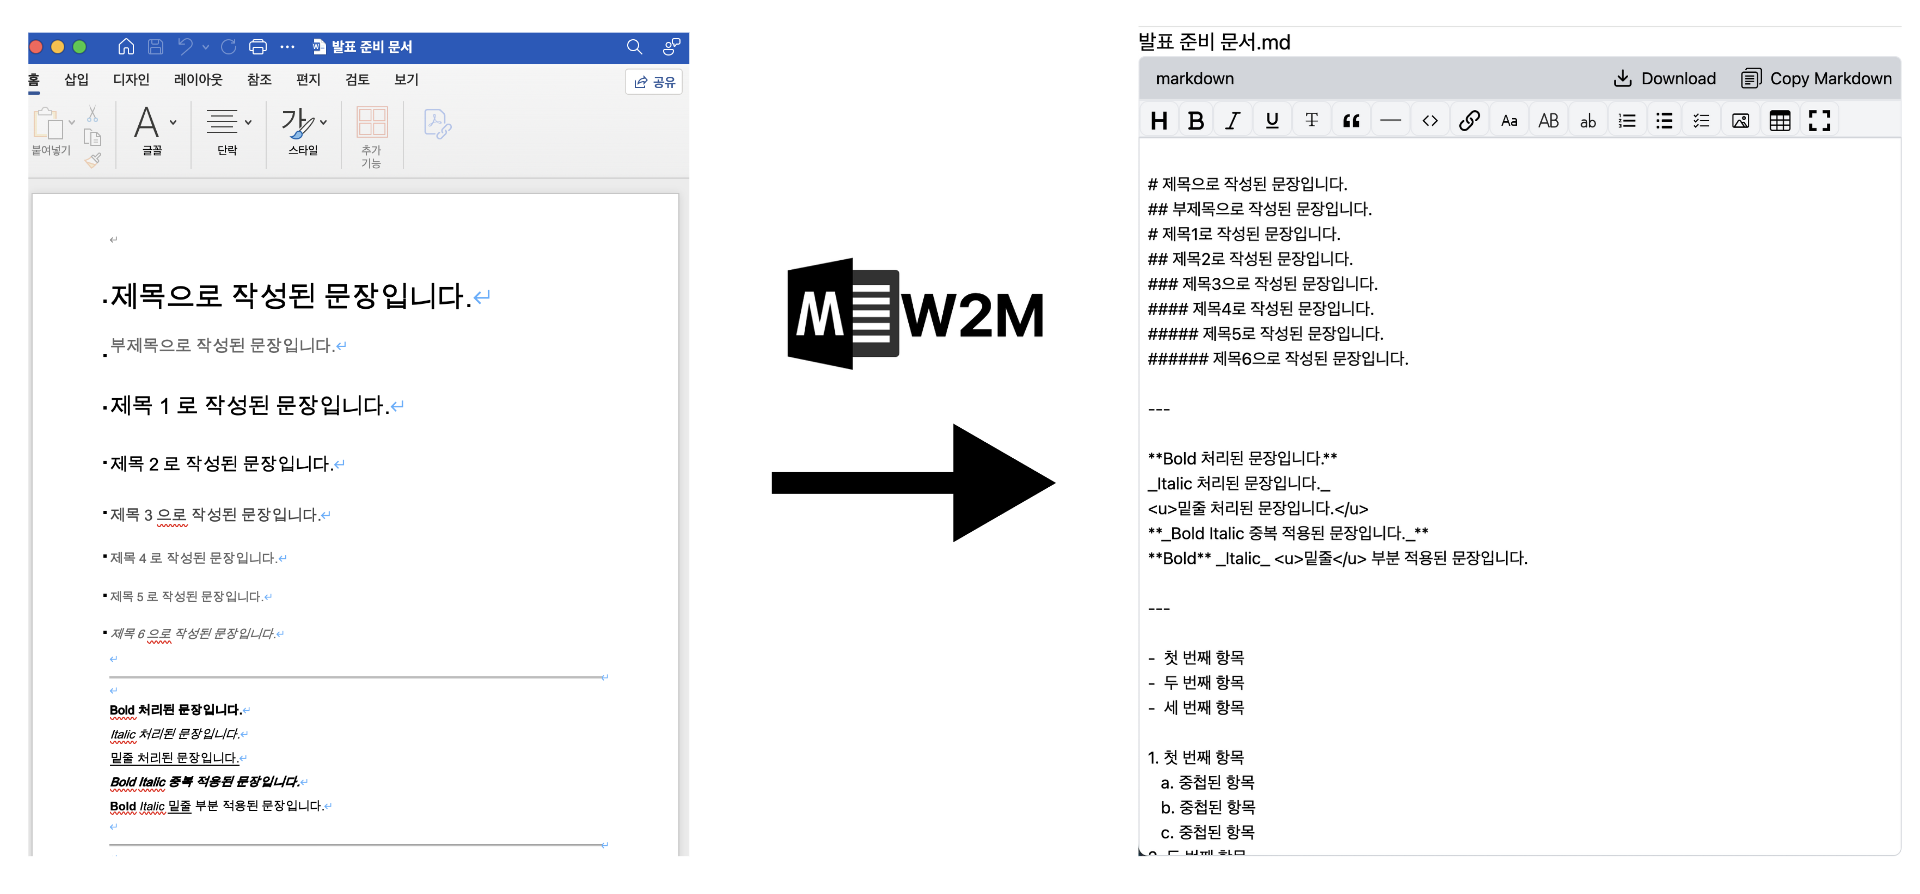 발표 준비 문서
홈 삽입 디자인 레이아웃 참조 편지 검토 보기
공유
붙여넣기 글꼴 단락 스타일 추가 기능
제목으로 작성된 문장입니다.
부제목으로 작성된 문장입니다.
제목 1 로 작성된 문장입니다.
제목 2 로 작성된 문장입니다.
제목 3 으로 작성된 문장입니다.
제목 4 로 작성된 문장입니다.
제목 5 로 작성된 문장입니다.
제목 6 으로 작성된 문장입니다.
Bold 처리된 문장입니다.
Italic 처리된 문장입니다.
밑줄 처리된 문장입니다.
Bold Italic 중복 적용된 문장입니다.
Bold Italic 밑줄 부분 적용된 문장입니다.
M W2M
발표 준비 문서.md
markdown Download Copy Markdown
H B I U T Aa AB ab
# 제목으로 작성된 문장입니다.
## 부제목으로 작성된 문장입니다.
# 제목1로 작성된 문장입니다.
## 제목2로 작성된 문장입니다.
### 제목3으로 작성된 문장입니다.
#### 제목4로 작성된 문장입니다.
##### 제목5로 작성된 문장입니다.
###### 제목6으로 작성된 문장입니다.
---
**Bold 처리된 문장입니다.**
_Italic 처리된 문장입니다._
<u>밑줄 처리된 문장입니다.</u>
**_Bold Italic 중복 적용된 문장입니다._**
**Bold** _Italic_ <u>밑줄</u> 부분 적용된 문장입니다.
---
- 첫 번째 항목
- 두 번째 항목
- 세 번째 항목
1. 첫 번째 항목
a. 중첩된 항목
b. 중첩된 항목
c. 중첩된 항목